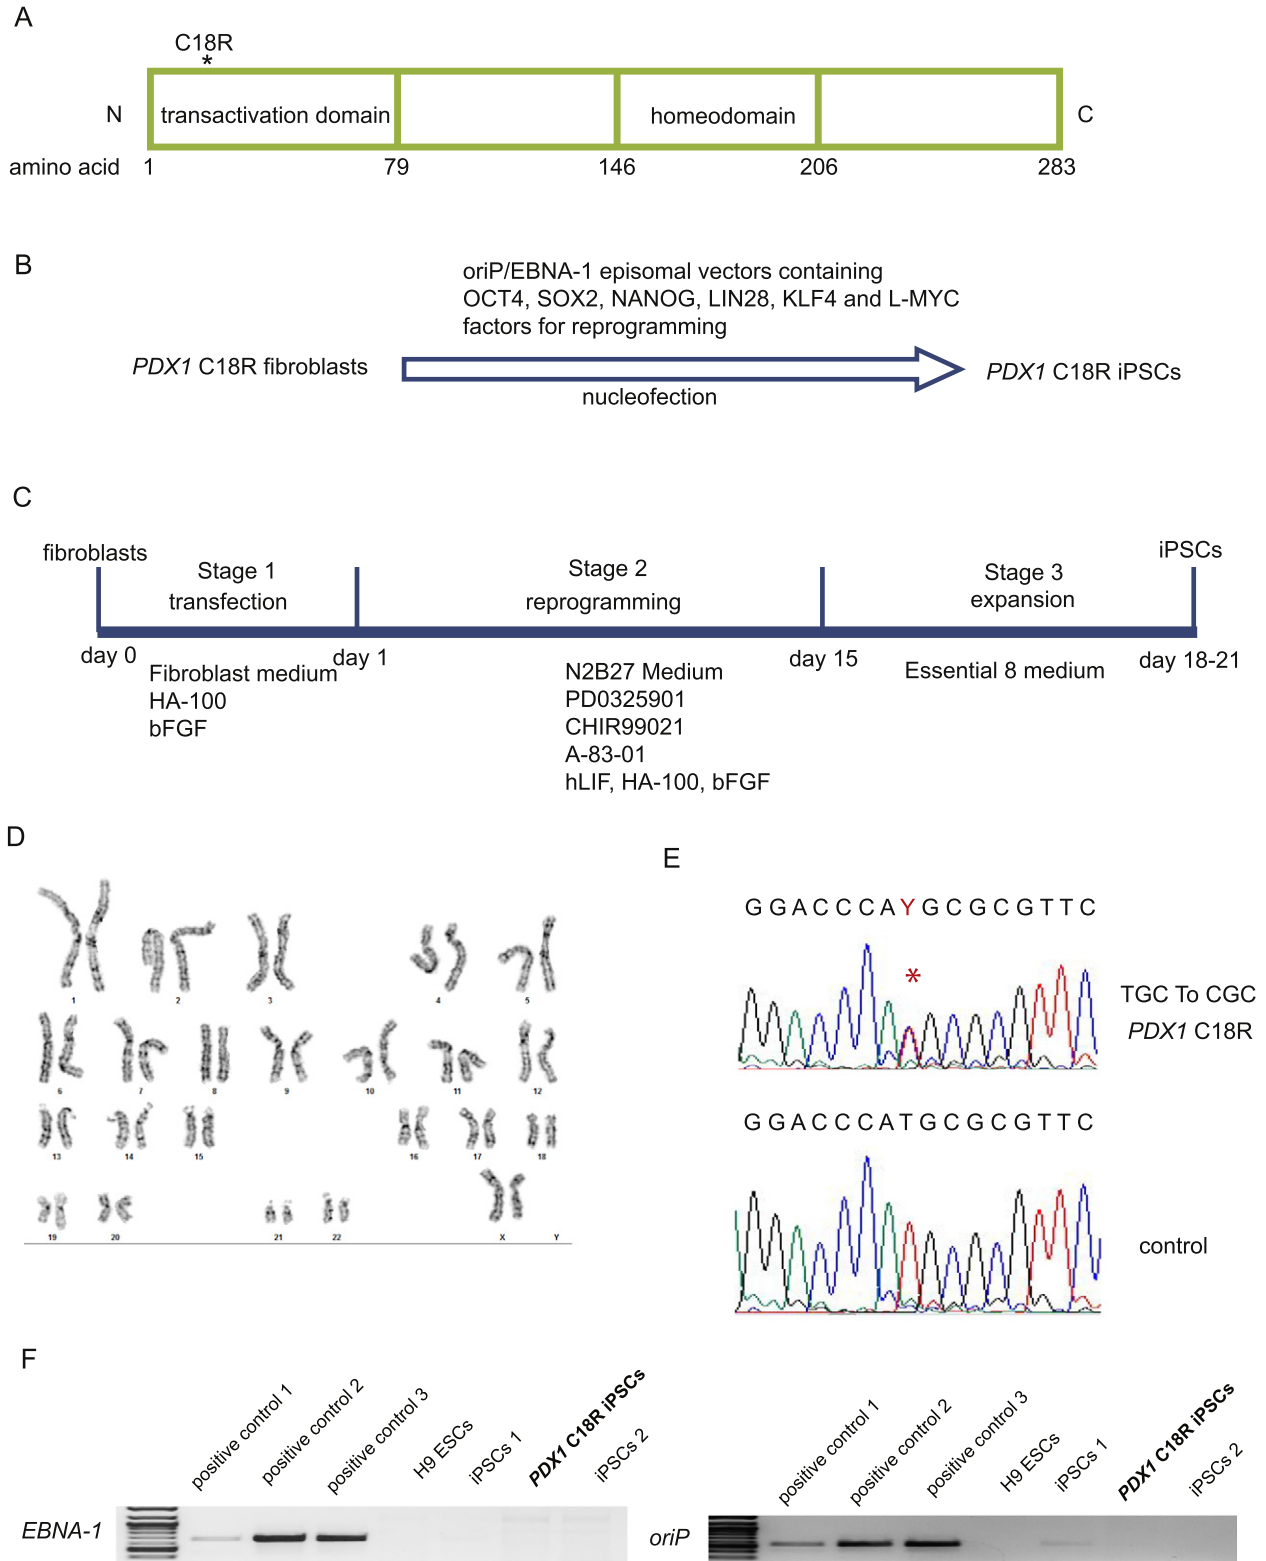 A
C18R
*
N
transactivation domain
homeodomain
C
amino acid
1
79
146
206
283
B
oriP/EBNA-1 episomal vectors containing
OCT4, SOX2, NANOG, LIN28, KLF4 and L-MYC
factors for reprogramming
PDX1 C18R fibroblasts
nucleofection
PDX1 C18R iPSCs
C
fibroblasts
Stage 1
transfection
Stage 2
reprogramming
Stage 3
expansion
iPSCs
day 0
day 1
day 15
day 18-21
Fibroblast medium
HA-100
bFGF
N2B27 Medium
PD0325901
CHIR99021
A-83-01
hLIF, HA-100, bFGF
Essential 8 medium
D
1 2 3 4 5
6 7 8 9 10 11 12
13 14 15 16 17 18
19 20 21 22 X Y
E
G G A C C C A Y G C G C G T T C
*
TGC To CGC
PDX1 C18R
G G A C C C A T G C G C G T T C
control
F
positive control 1
positive control 2
positive control 3
H9 ESCs
iPSCs 1
PDX1 C18R iPSCs
iPSCs 2
EBNA-1
positive control 1
positive control 2
positive control 3
H9 ESCs
iPSCs 1
PDX1 C18R iPSCs
iPSCs 2
oriP